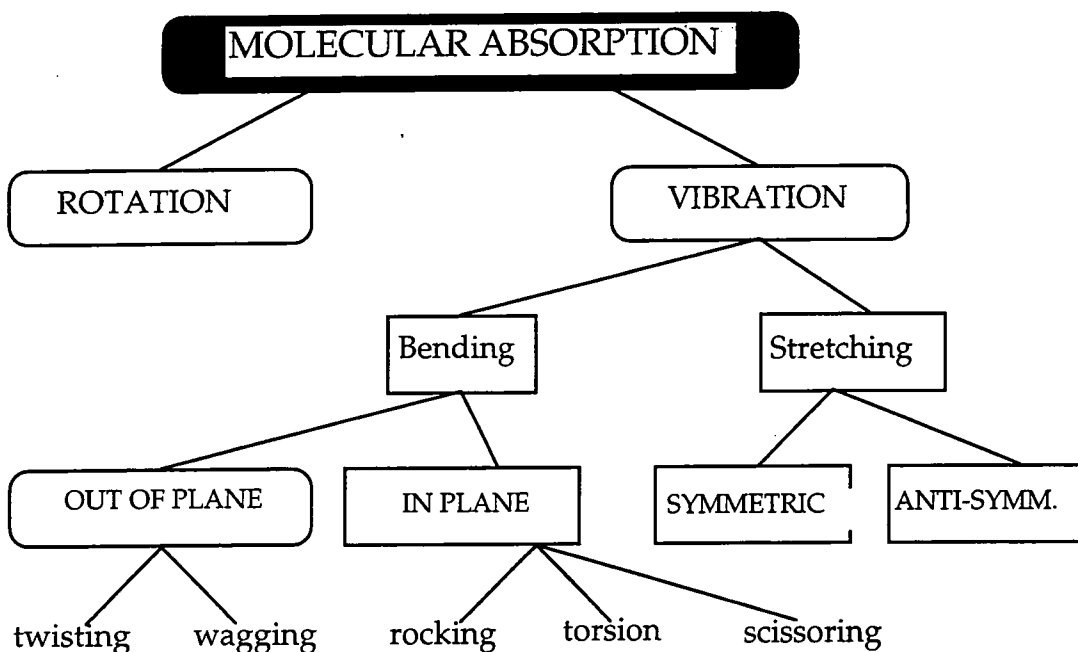 MOLECULAR ABSORPTION
ROTATION
VIBRATION
Bending
Stretching
OUT OF PLANE
IN PLANE
SYMMETRIC
ANTI-SYMM.
twisting
wagging
rocking
torsion
scissoring